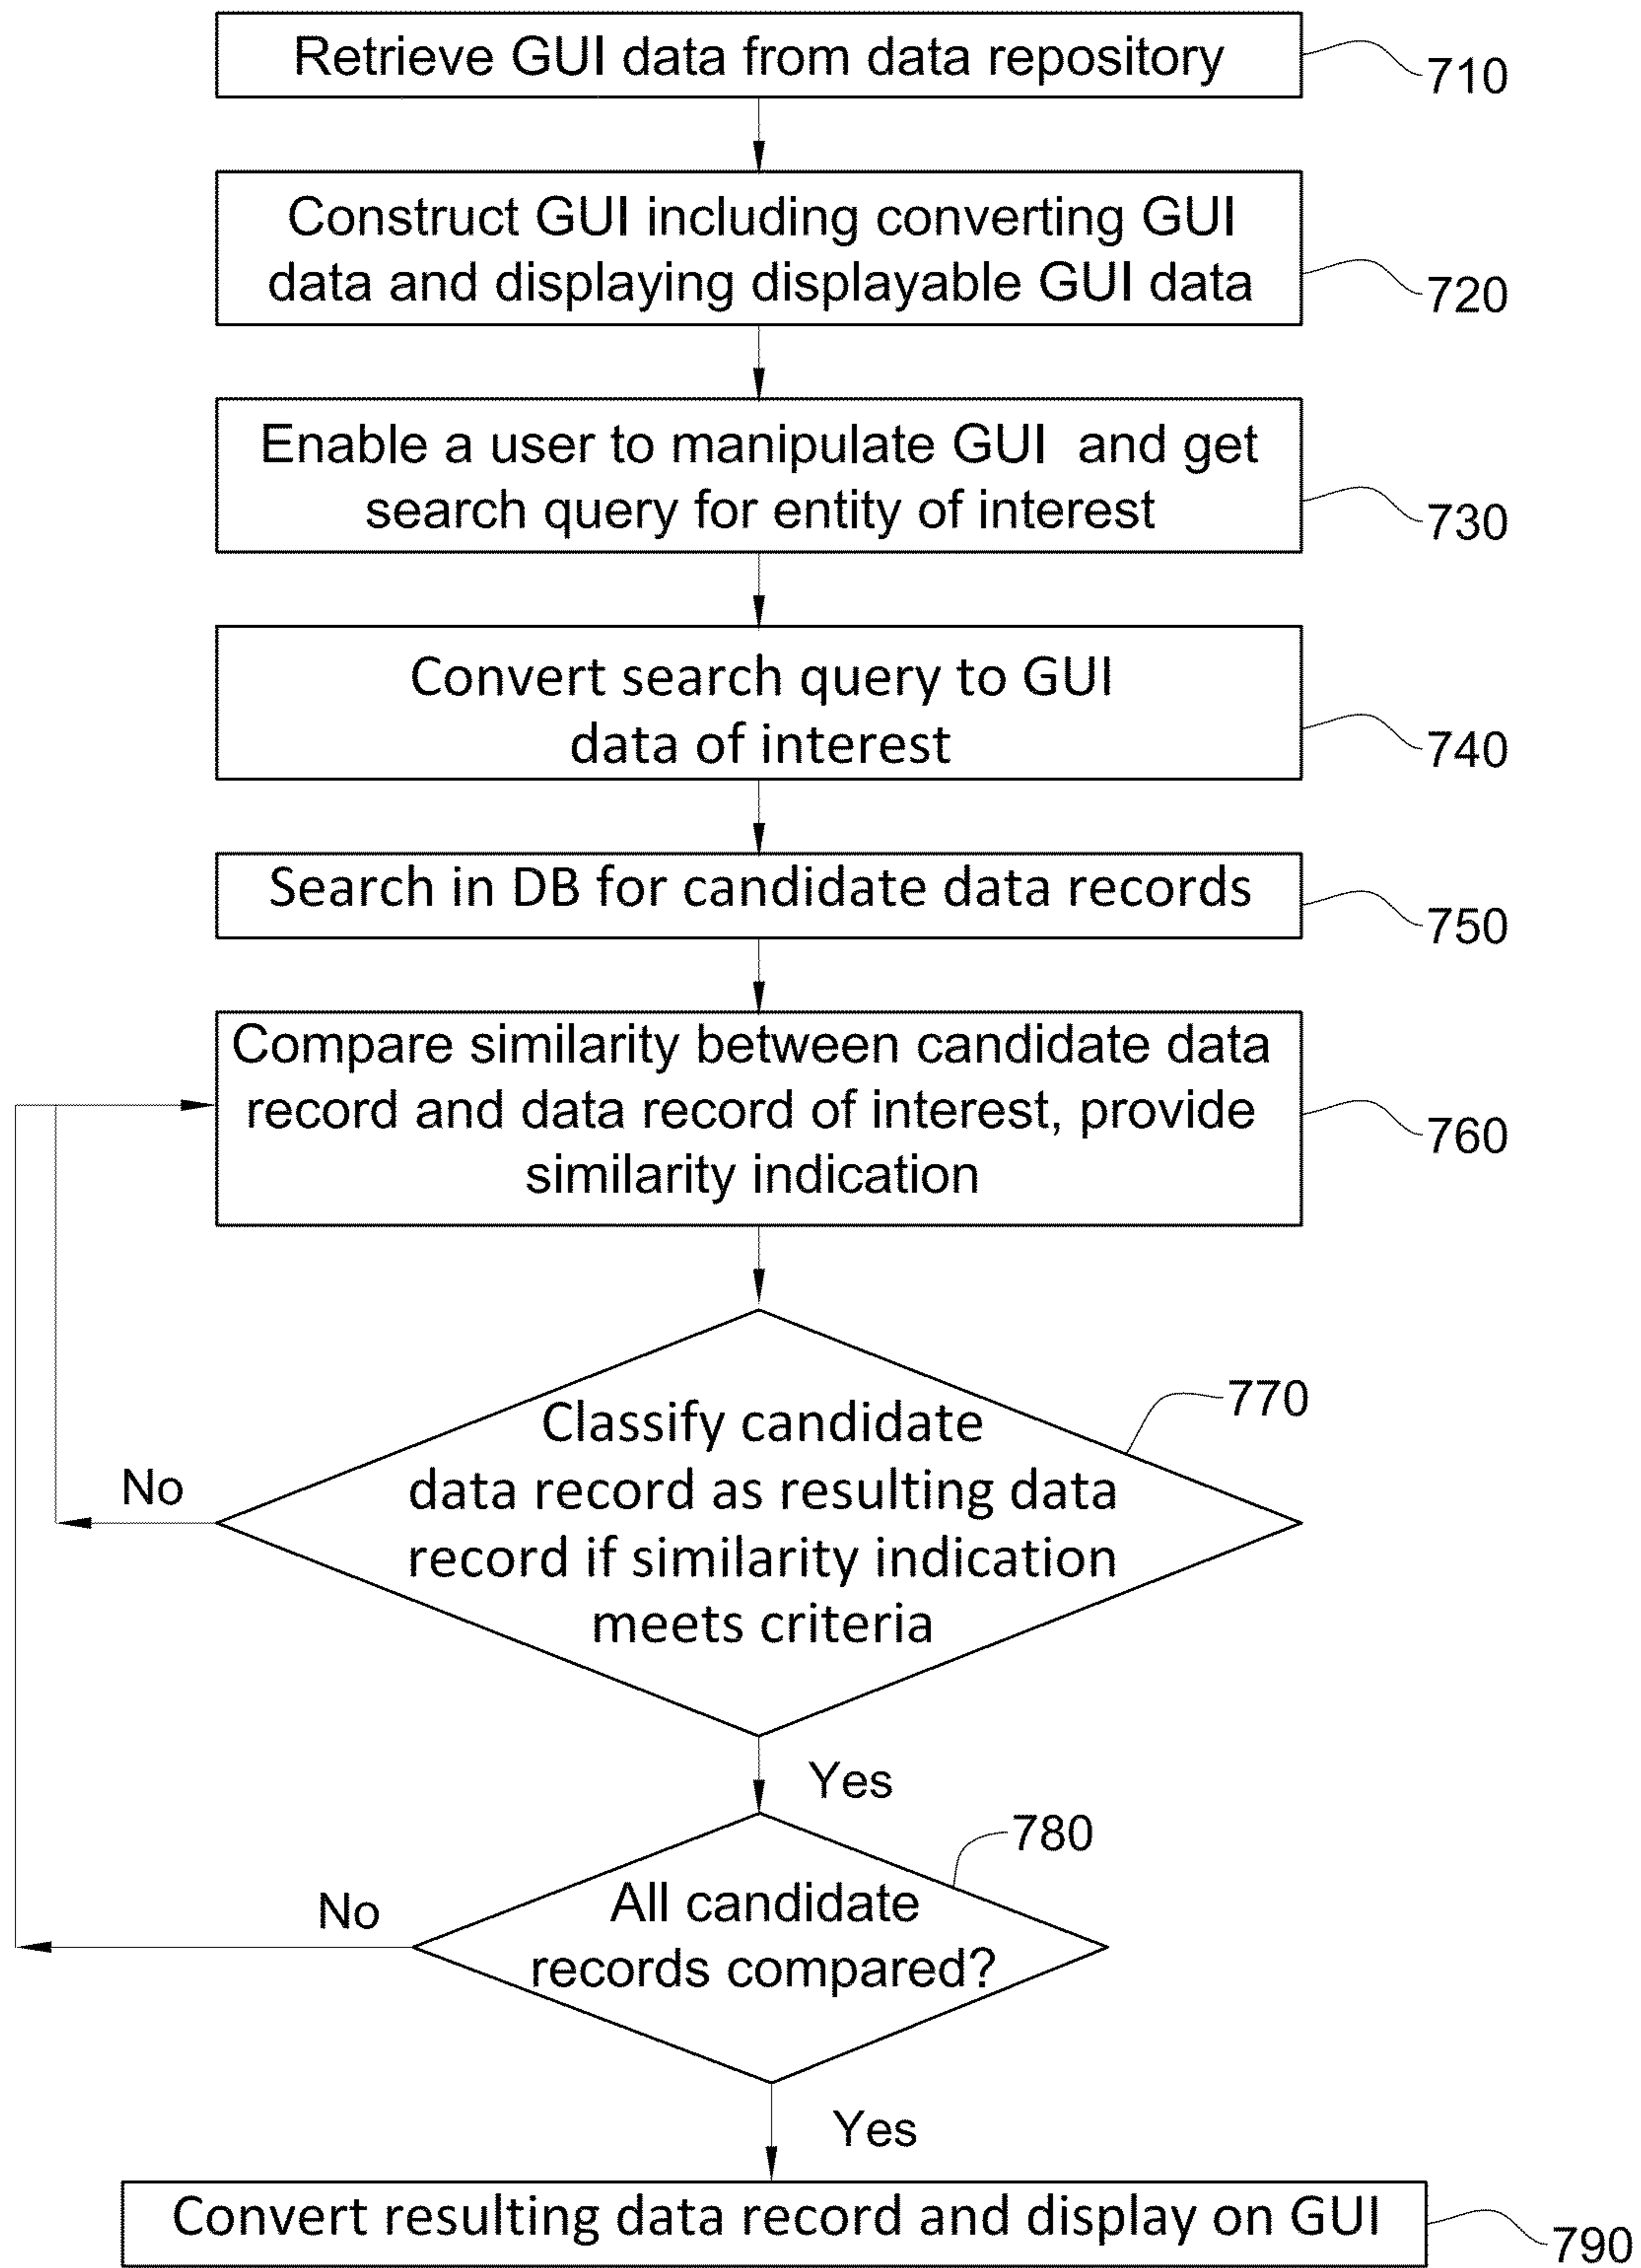 Retrieve GUI data from data repository
710
Construct GUI including converting GUI
data and displaying displayable GUI data
720
Enable a user to manipulate GUI and get
search query for entity of interest
730
Convert search query to GUI
data of interest
740
Search in DB for candidate data records
750
Compare similarity between candidate data
record and data record of interest, provide
similarity indication
760
770
Classify candidate
data record as resulting data
record if similarity indication
meets criteria
No
Yes
780
All candidate
records compared?
No
Yes
Convert resulting data record and display on GUI
790